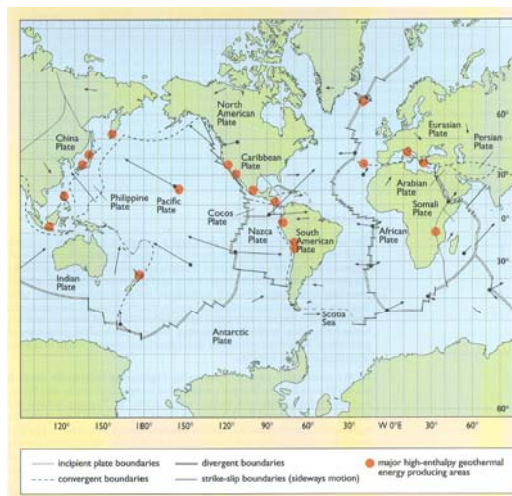 North
American
Plate
China
Plate
Caribbean
Plate
Eurasian
Plate
Persian
Plate
Philippine
Plate
Pacific
Plate
Cocos
Plate
Nazca
Plate
South
American
Plate
African
Plate
Arabian
Plate
Somali
Plate
Indian
Plate
Antarctic
Plate
Scotia
Sea
60°
30°
0°
30°
60°
80°
120°
150°
180°
150°
120°
90°
60°
30°
W 0°E
30°
60°
incipient plate boundaries
divergent boundaries
major high-enthalpy geothermal
energy producing areas
convergent boundaries
strike-slip boundaries (sideways motion)